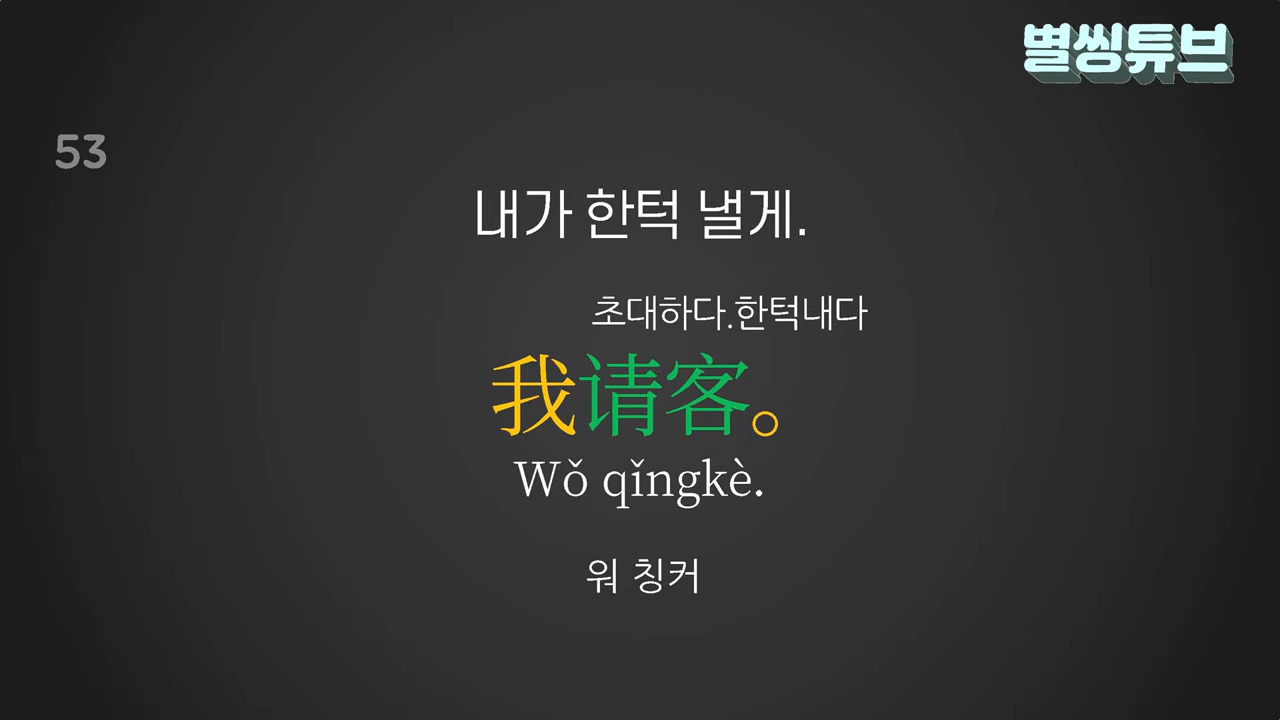 별씽튜브
53
내가 한턱 낼게.
초대하다.한턱내다
我请客。
Wǒ qǐngkè.
워 칭커